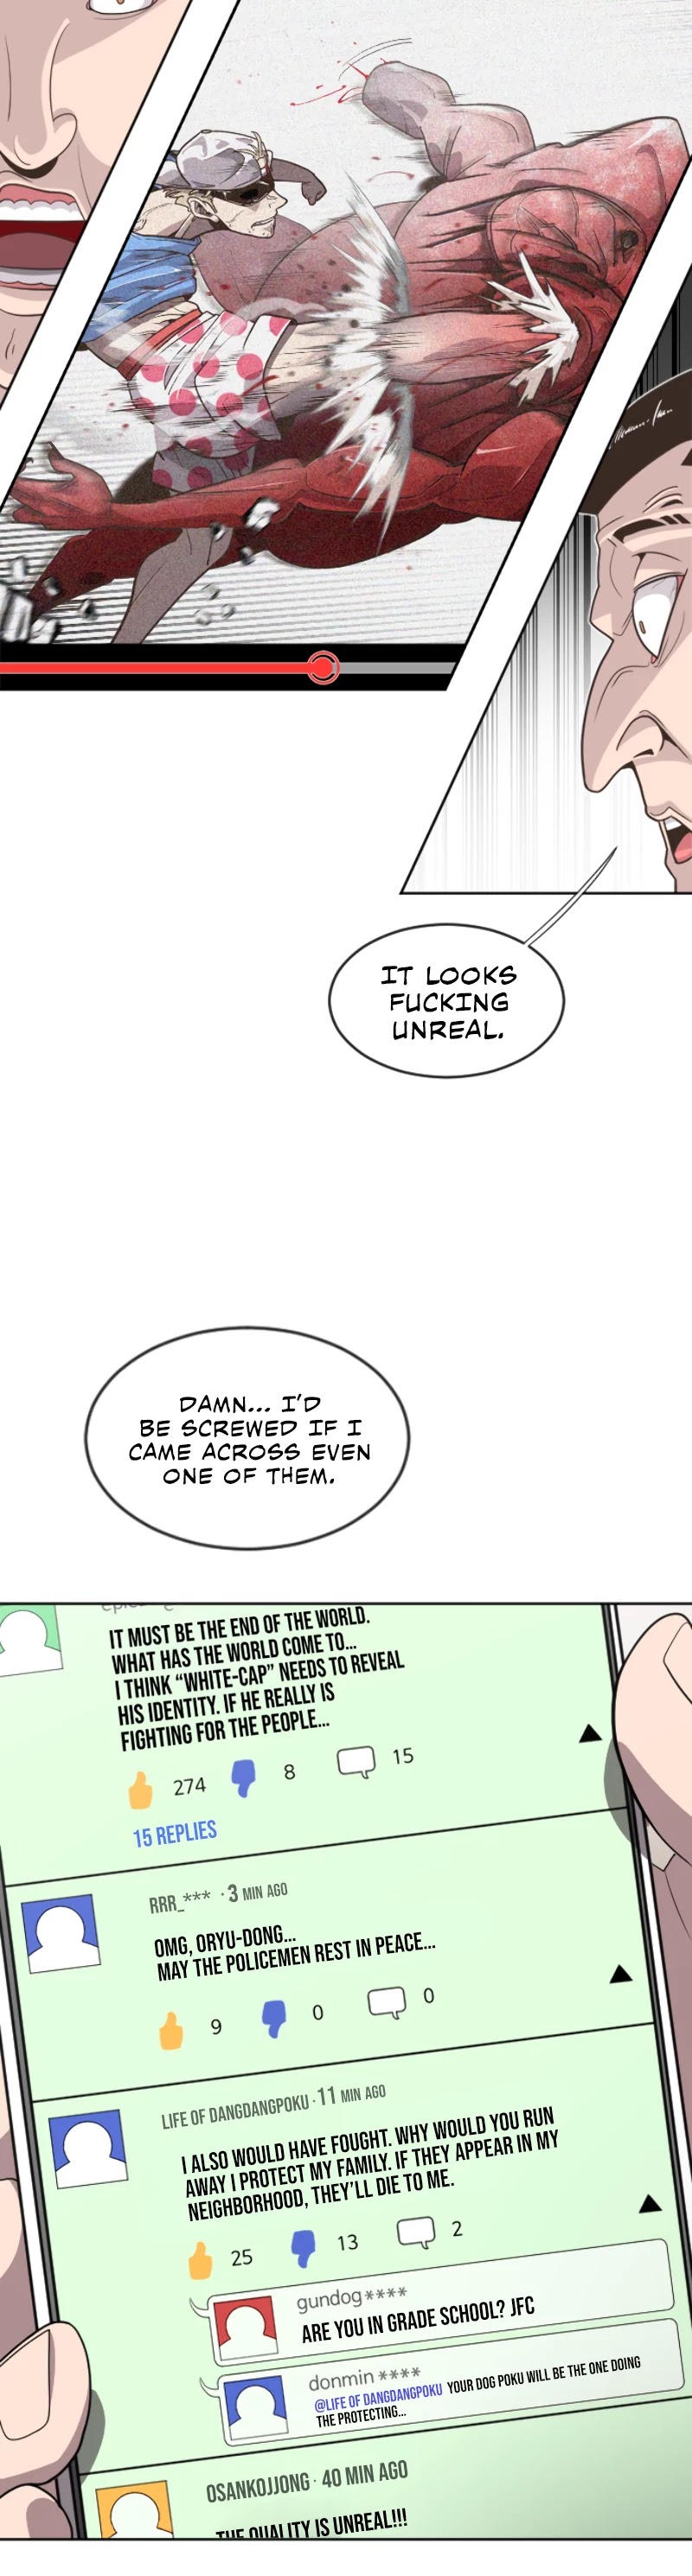 IT LOOKS
FUCKING
UNREAL.
DAMN... I'D
BE SCREWED IF I
CAME ACROSS EVEN
ONE OF THEM.
IT MUST BE THE END OF THE WORLD.
WHAT HAS THE WORLD COME TO...
I THINK “WHITE-CAP” NEEDS TO REVEAL
HIS IDENTITY. IF HE REALLY IS
FIGHTING FOR THE PEOPLE...
274 8 15
15 REPLIES
RRR_*** · 3 MIN AGO
OMG, ORYU-DONG...
MAY THE POLICEMEN REST IN PEACE...
9 0 0
LIFE OF DANGDANGPOKU · 11 MIN AGO
I ALSO WOULD HAVE FOUGHT. WHY WOULD YOU RUN
AWAY I PROTECT MY FAMILY. IF THEY APPEAR IN MY
NEIGHBORHOOD, THEY'LL DIE TO ME.
25 13 2
gundog****
ARE YOU IN GRADE SCHOOL? JFC
donmin ****
@LIFE OF DANGDANGPOKU YOUR DOG POKU WILL BE THE ONE DOING
THE PROTECTING...
OSANKOJJONG · 40 MIN AGO
THE QUALITY IS UNREAL!!!